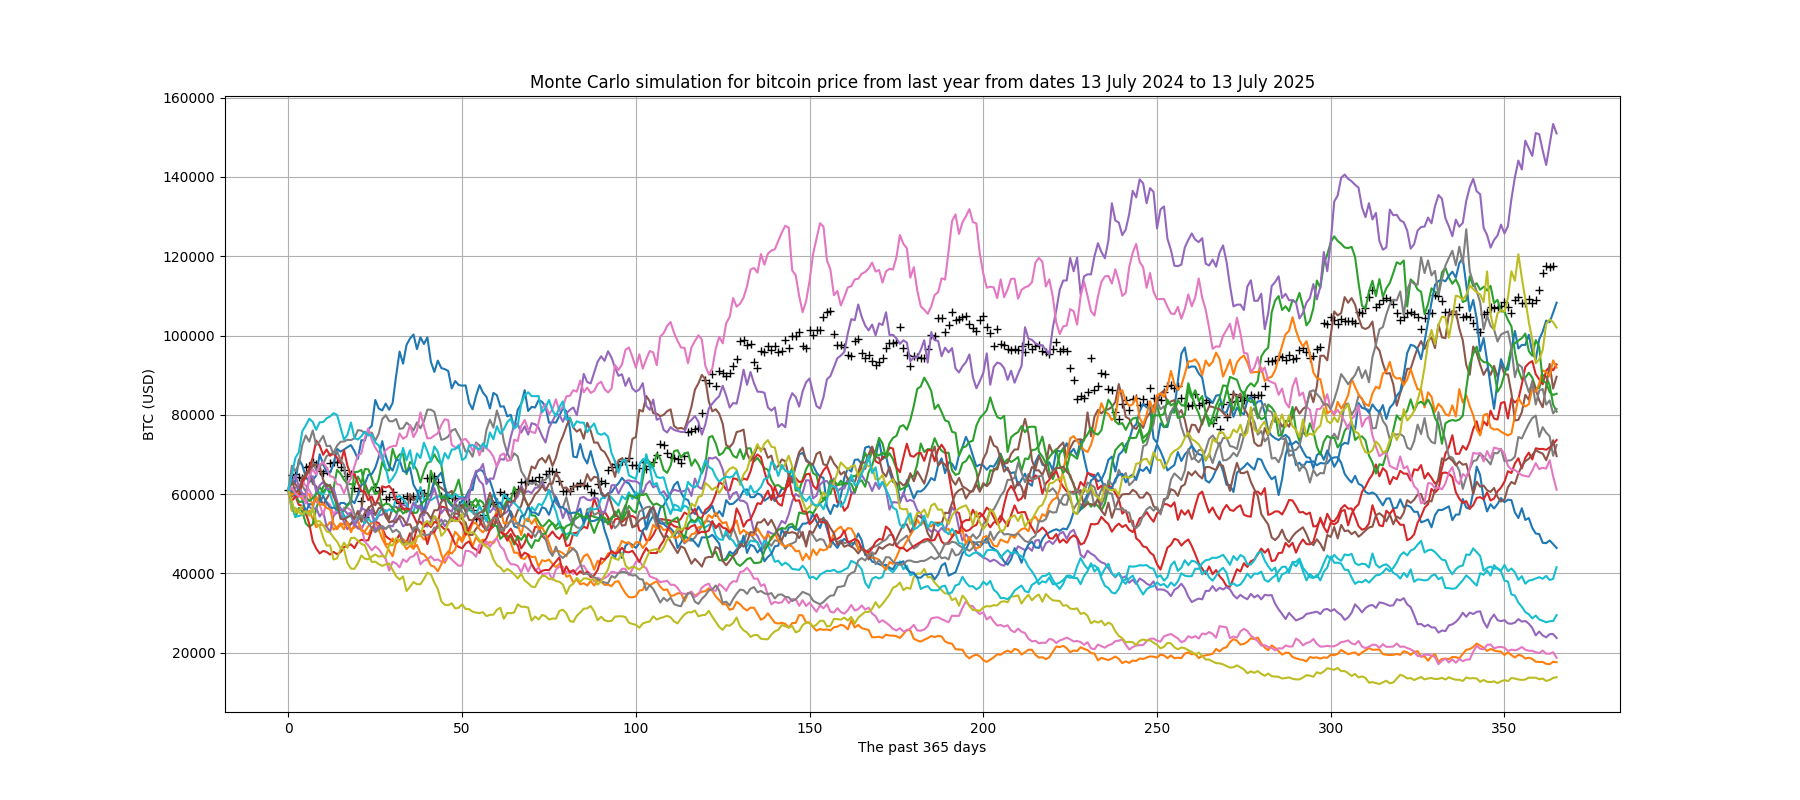 Monte Carlo simulation for bitcoin price from last year from dates 13 July 2024 to 13 July 2025
160000
140000
120000
100000
80000
60000
40000
20000
BTC (USD)
0 50 100 150 200 250 300 350
The past 365 days